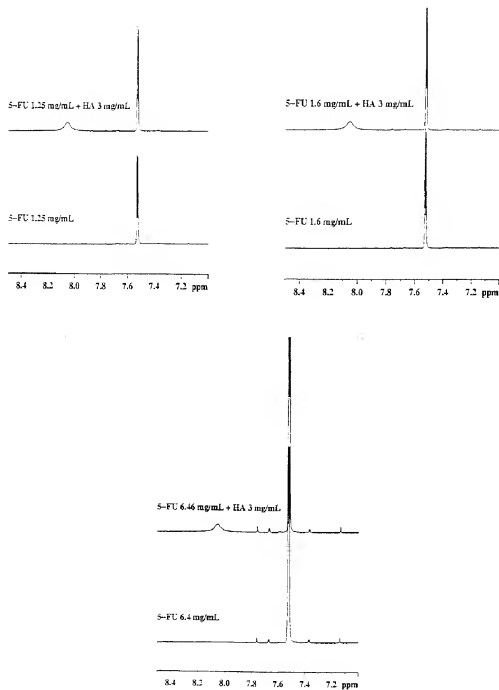 5-FU 1.25 mg/mL + HA 3 mg/mL
5-FU 1.25 mg/mL
8.4 8.2 8.0 7.8 7.6 7.4 7.2 ppm
5-FU 1.6 mg/mL + HA 3 mg/mL
5-FU 1.6 mg/mL
8.4 8.2 8.0 7.8 7.6 7.4 7.2 ppm
5-FU 6.46 mg/mL + HA 3 mg/mL
5-FU 6.4 mg/mL
8.4 8.2 8.0 7.8 7.6 7.4 7.2 ppm